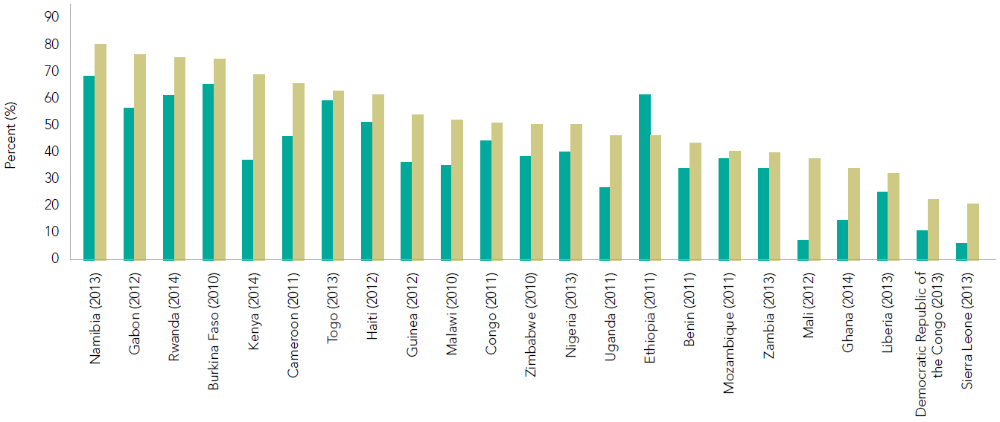 Percent (%)
90
80
70
60
50
40
30
20
10
0
Namibia (2013)
Gabon (2012)
Rwanda (2014)
Burkina Faso (2010)
Kenya (2014)
Cameroon (2011)
Togo (2013)
Haiti (2012)
Guinea (2012)
Malawi (2010)
Congo (2011)
Zimbabwe (2010)
Nigeria (2013)
Uganda (2011)
Ethiopia (2011)
Benin (2011)
Mozambique (2011)
Zambia (2013)
Mali (2012)
Ghana (2014)
Liberia (2013)
Democratic Republic of
the Congo (2013)
Sierra Leone (2013)